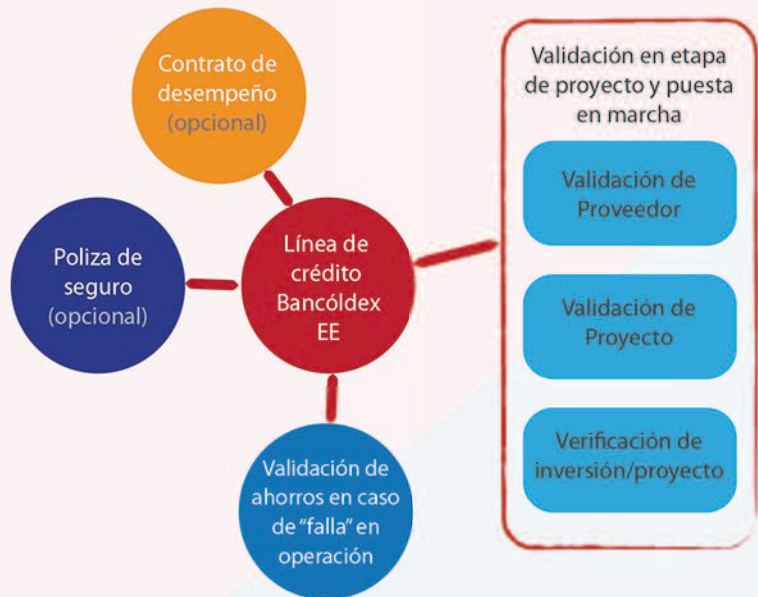 Contrato de
desempeño
(opcional)
Poliza de
seguro
(opcional)
Línea de
crédito
Bancóldex
EE
Validación de
ahorros en caso
de “falla” en
operación
Validación en etapa
de proyecto y puesta
en marcha
Validación de
Proveedor
Validación de
Proyecto
Verificación de
inversión/proyecto